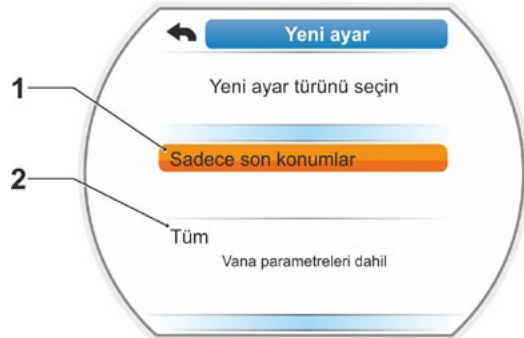 Yeni ayar
Yeni ayar türünü seçin
1
Sadece son konumlar
2
Tüm
Vana parametreleri dahil